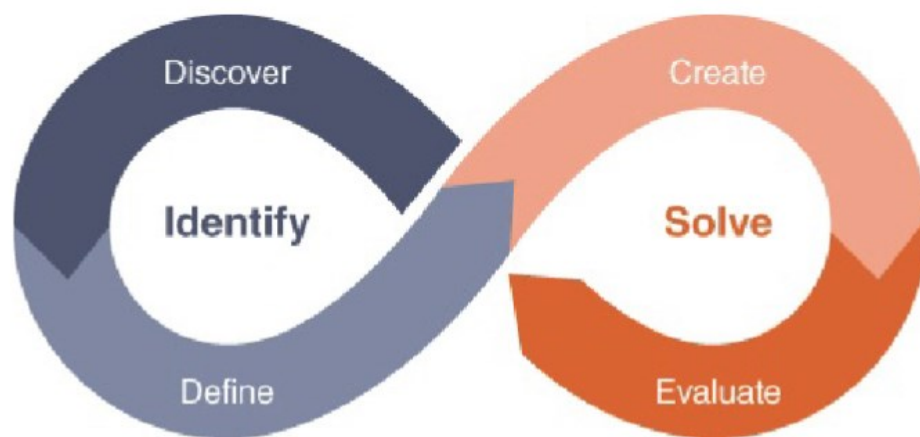 Discover
Create
Identify
Solve
Define
Evaluate